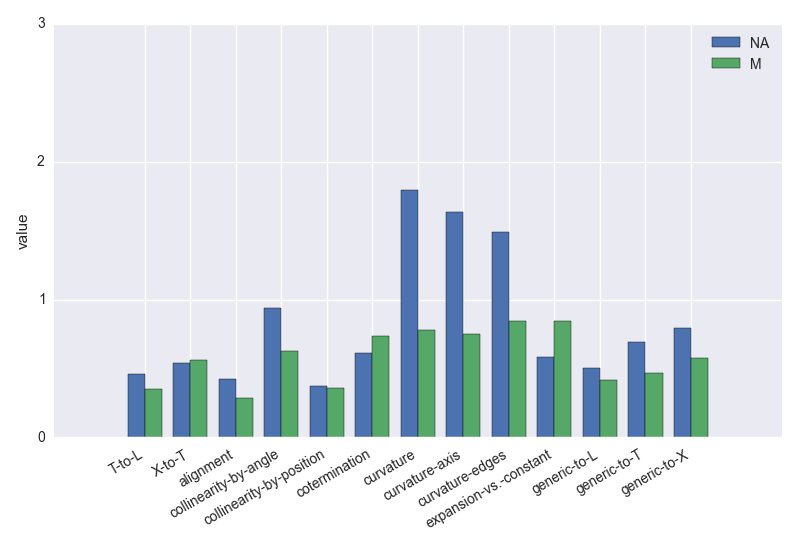 3
2
1
0
value
NA
M
T-to-L
X-to-T
alignment
collinearity-by-angle
collinearity-by-position
cotermination
curvature
curvature-axis
curvature-edges
expansion-vs.-constant
generic-to-L
generic-to-T
generic-to-X